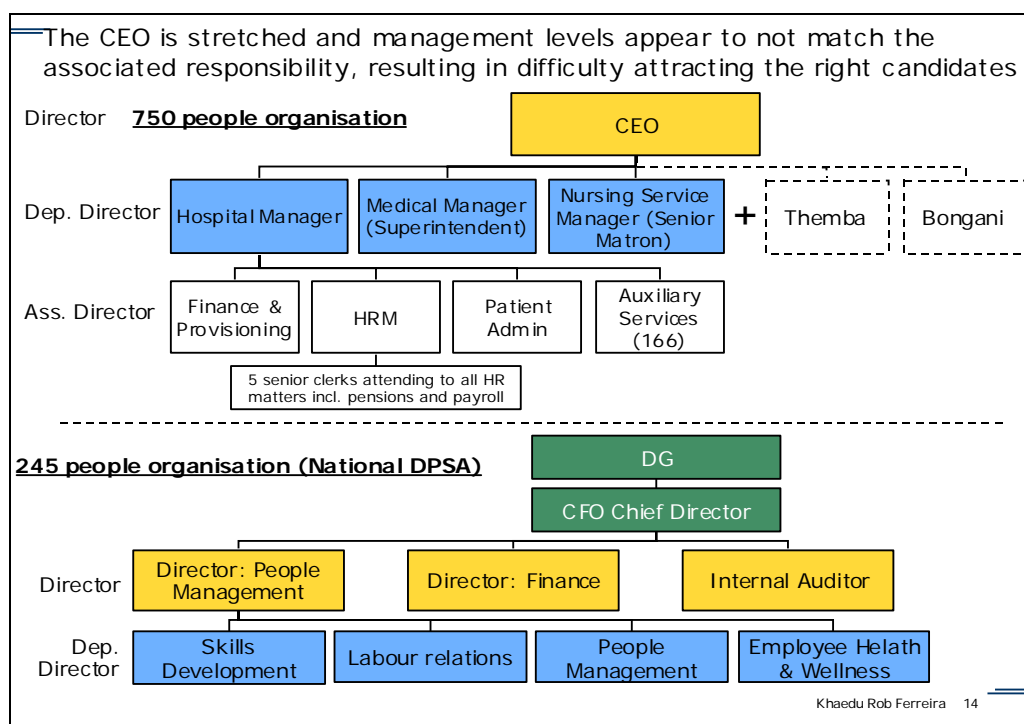 The CEO is stretched and management levels appear to not match the
associated responsibility, resulting in difficulty attracting the right candidates
Director
750 people organisation
CEO
Dep. Director
Hospital Manager
Medical Manager
(Superintendent)
Nursing Service
Manager (Senior
Matron)
+
Themba
Bongani
Ass. Director
Finance &
Provisioning
HRM
Patient
Admin
Auxiliary
Services
(166)
5 senior clerks attending to all HR
matters incl. pensions and payroll
245 people organisation (National DPSA)
DG
CFO Chief Director
Director
Director: People
Management
Director: Finance
Internal Auditor
Dep.
Director
Skills
Development
Labour relations
People
Management
Employee Helath
& Wellness
Khaedu Rob Ferreira 14